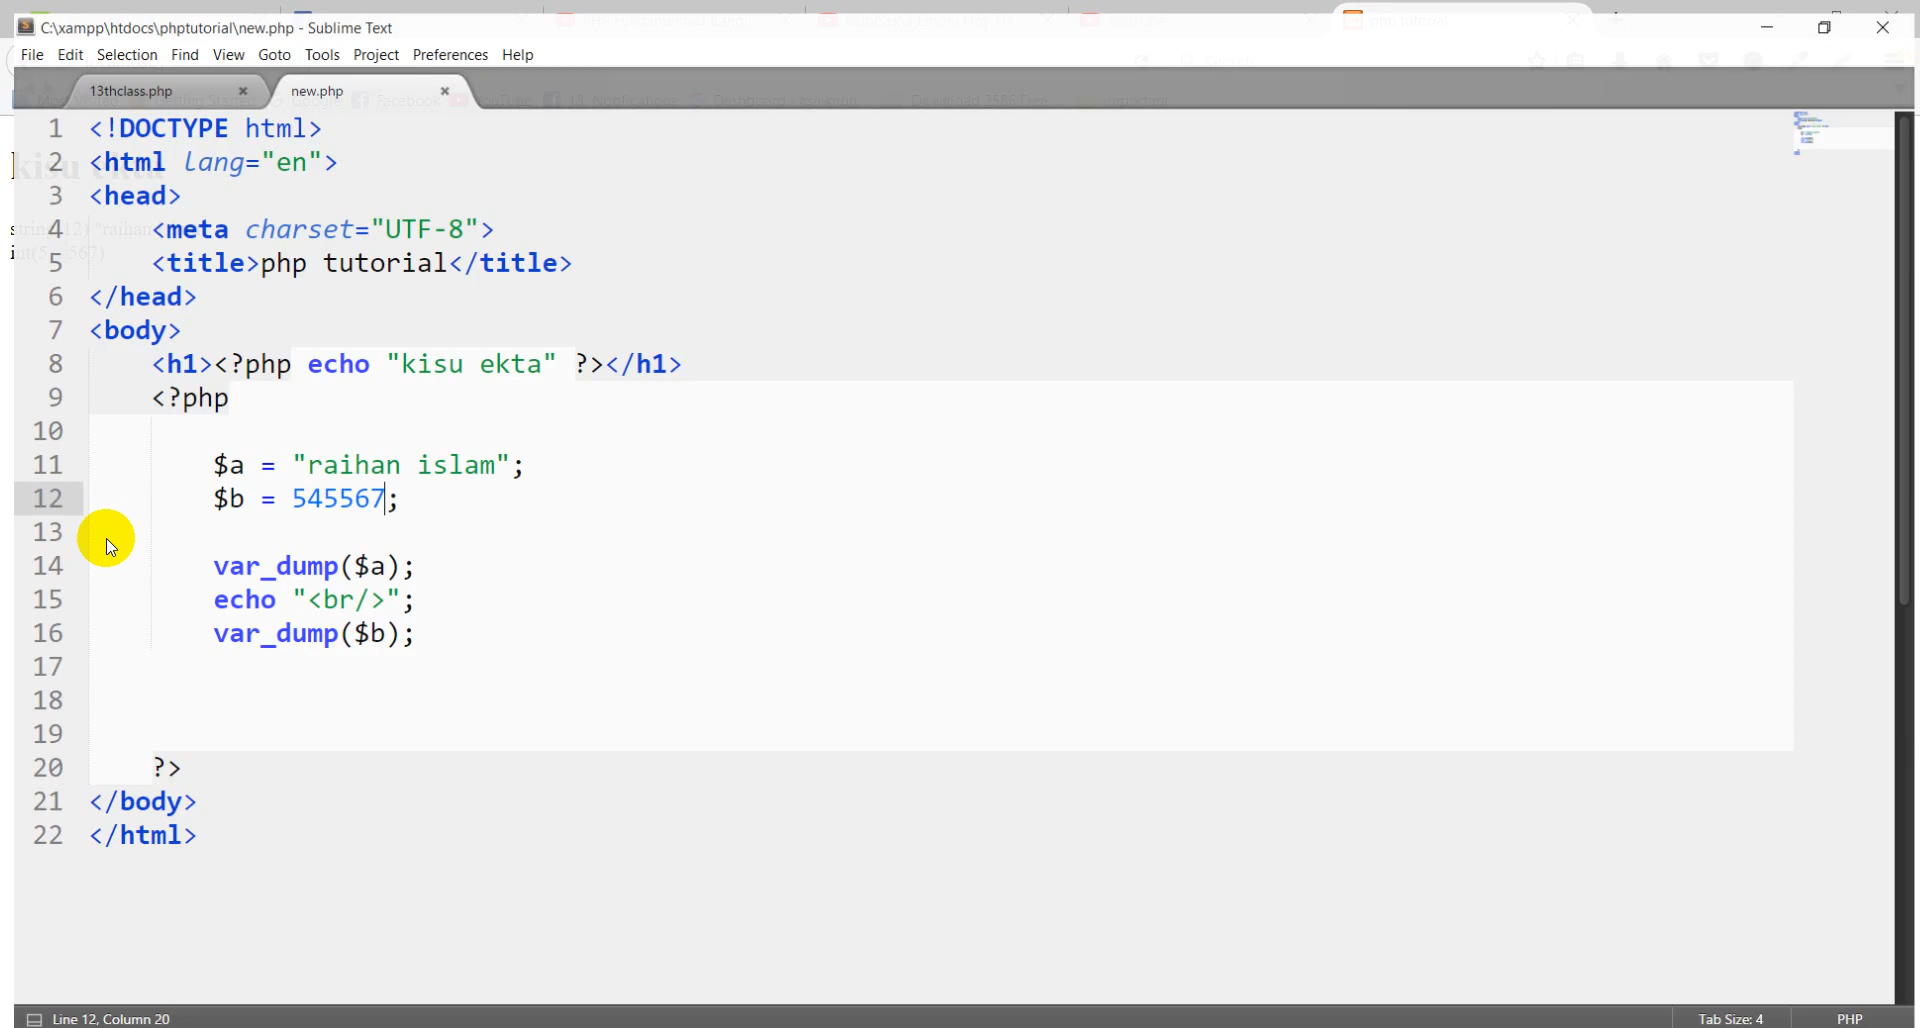 C:\xampp\htdocs\phptutorial\new.php - Sublime Text
File Edit Selection Find View Goto Tools Project Preferences Help
13thclass.php × new.php ×
1 <!DOCTYPE html>
2 <html lang="en">
3 <head>
4 <meta charset="UTF-8">
5 <title>php tutorial</title>
6 </head>
7 <body>
8 <h1><?php echo "kisu ekta" ?></h1>
9 <?php
10
11 $a = "raihan islam";
12 $b = 545567;
13
14 var_dump($a);
15 echo "<br/>";
16 var_dump($b);
17
18
19
20 ?>
21 </body>
22 </html>
Line 12, Column 20 Tab Size: 4 PHP